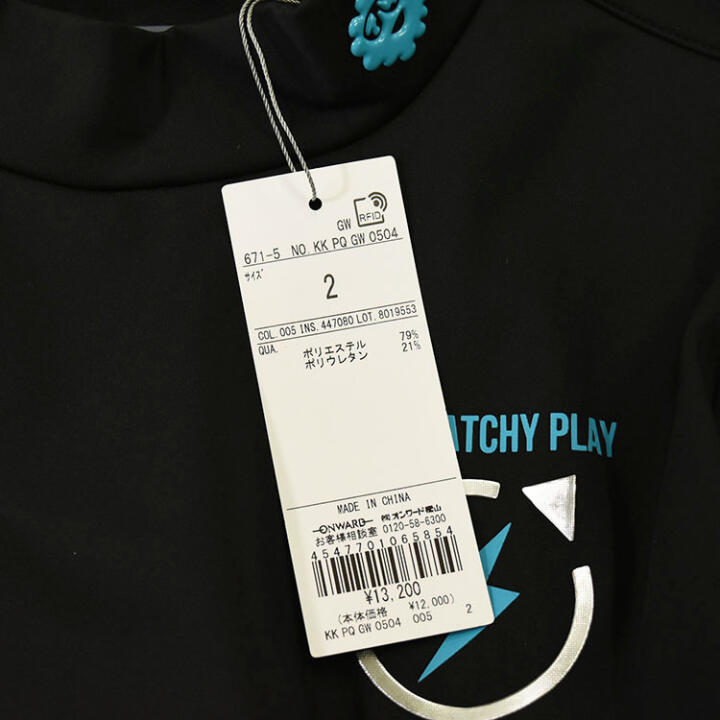 GW RFID
671-5 NO. KK PQ GW 0504
サイズ
2
COL. 005 INS. 447080 LOT. 8019553
QUA. ポリエステル 79%
ポリウレタン 21%
ATCHY PLAY
MADE IN CHINA
ONWARD ㈱オンワード樫山
お客様相談室 0120-58-6300
4547701065854
¥13,200
(本体価格 ¥12,000)
KK PQ GW 0504 005 2